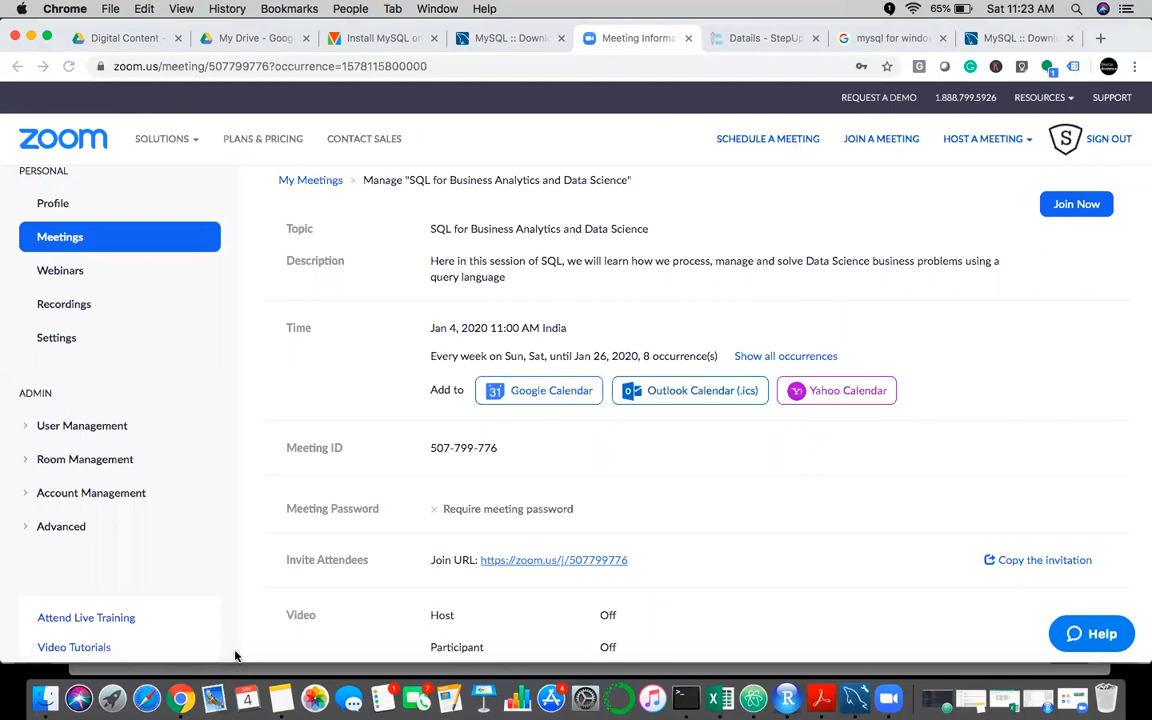 Chrome File Edit View History Bookmarks People Tab Window Help 65% Sat 11:23 AM
Digital Content - My Drive - Goog Install MySQL on MySQL :: Downl Meeting Informa Datails - StepU mysql for windo MySQL :: Downl
zoom.us/meeting/507799776?occurrence=1578115800000
REQUEST A DEMO 1.888.799.5926 RESOURCES SUPPORT
zoom SOLUTIONS PLANS & PRICING CONTACT SALES SCHEDULE A MEETING JOIN A MEETING HOST A MEETING S SIGN OUT
PERSONAL
Profile
Meetings
Webinars
Recordings
Settings
ADMIN
User Management
Room Management
Account Management
Advanced
Attend Live Training
Video Tutorials
My Meetings > Manage "SQL for Business Analytics and Data Science"
Join Now
Topic SQL for Business Analytics and Data Science
Description Here in this session of SQL, we will learn how we process, manage and solve Data Science business problems using a
query language
Time Jan 4, 2020 11:00 AM India
Every week on Sun, Sat, until Jan 26, 2020, 8 occurrence(s) Show all occurrences
Add to 31 Google Calendar Outlook Calendar (.ics) Yahoo Calendar
Meeting ID 507-799-776
Meeting Password × Require meeting password
Invite Attendees Join URL: https://zoom.us/j/507799776 Copy the invitation
Video Host Off
Participant Off
Help